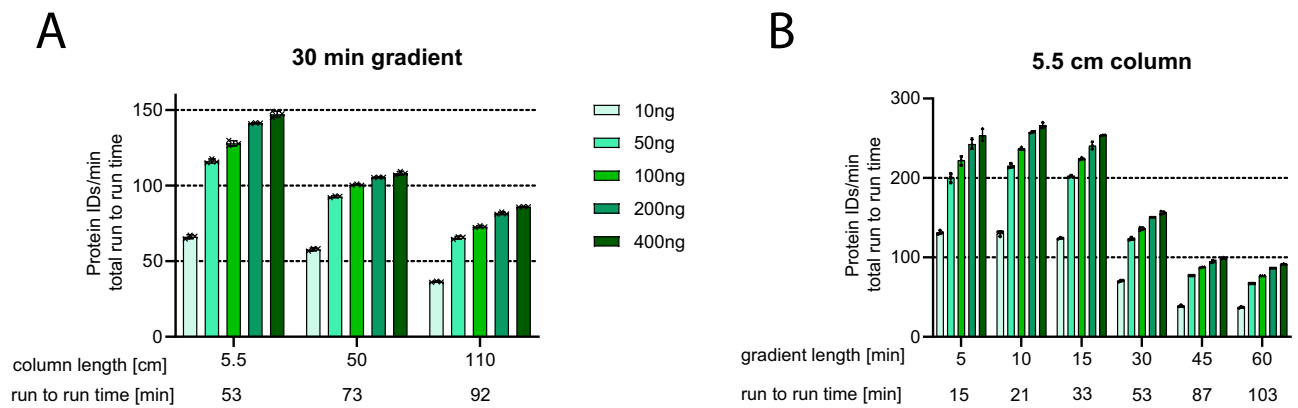 A
30 min gradient
Protein IDs/min
total run to run time
150
100
50
0
column length [cm] 5.5 50 110
run to run time [min] 53 73 92
10ng
50ng
100ng
200ng
400ng
B
5.5 cm column
Protein IDs/min
total run to run time
300
200
100
0
gradient length [min] 5 10 15 30 45 60
run to run time [min] 15 21 33 53 87 103